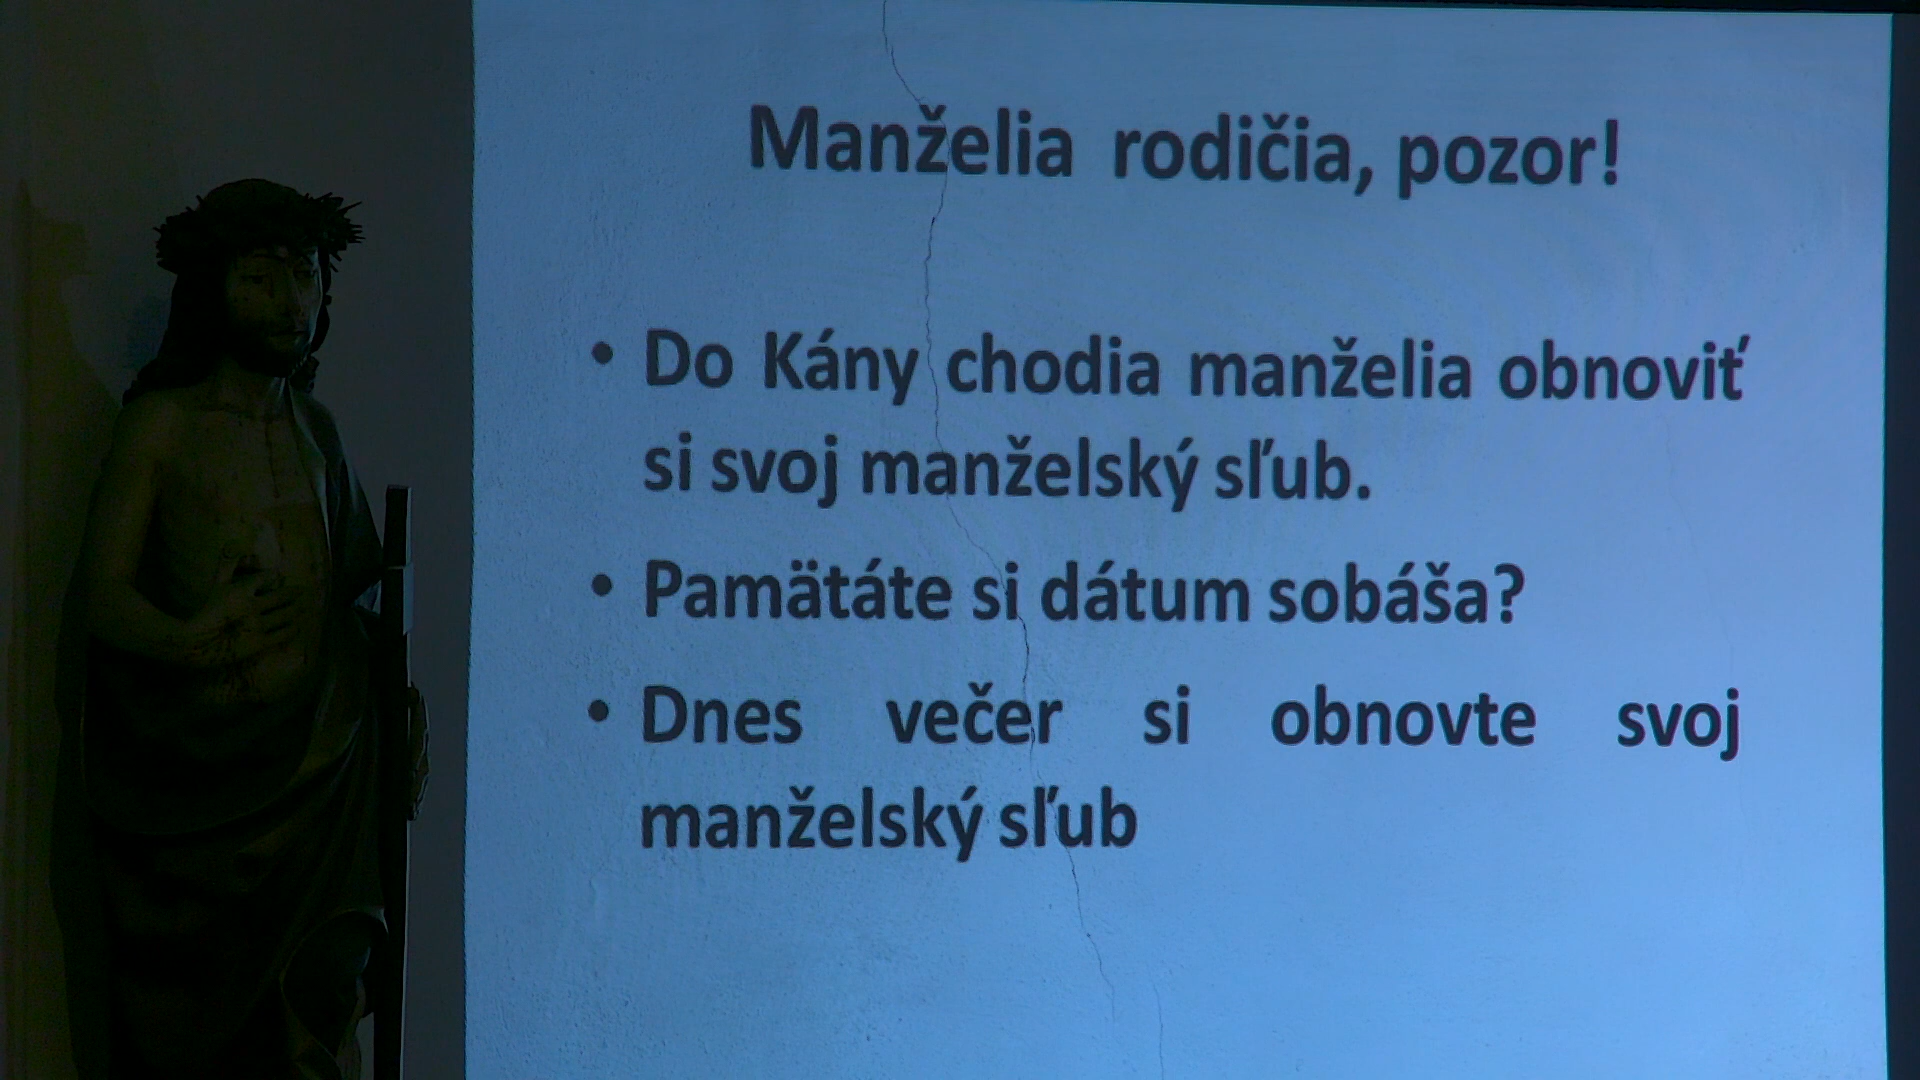 Manželia rodičia, pozor!
• Do Kány chodia manželia obnoviť
si svoj manželský sľub.
• Pamätáte si dátum sobáša?
• Dnes večer si obnovte svoj
manželský sľub